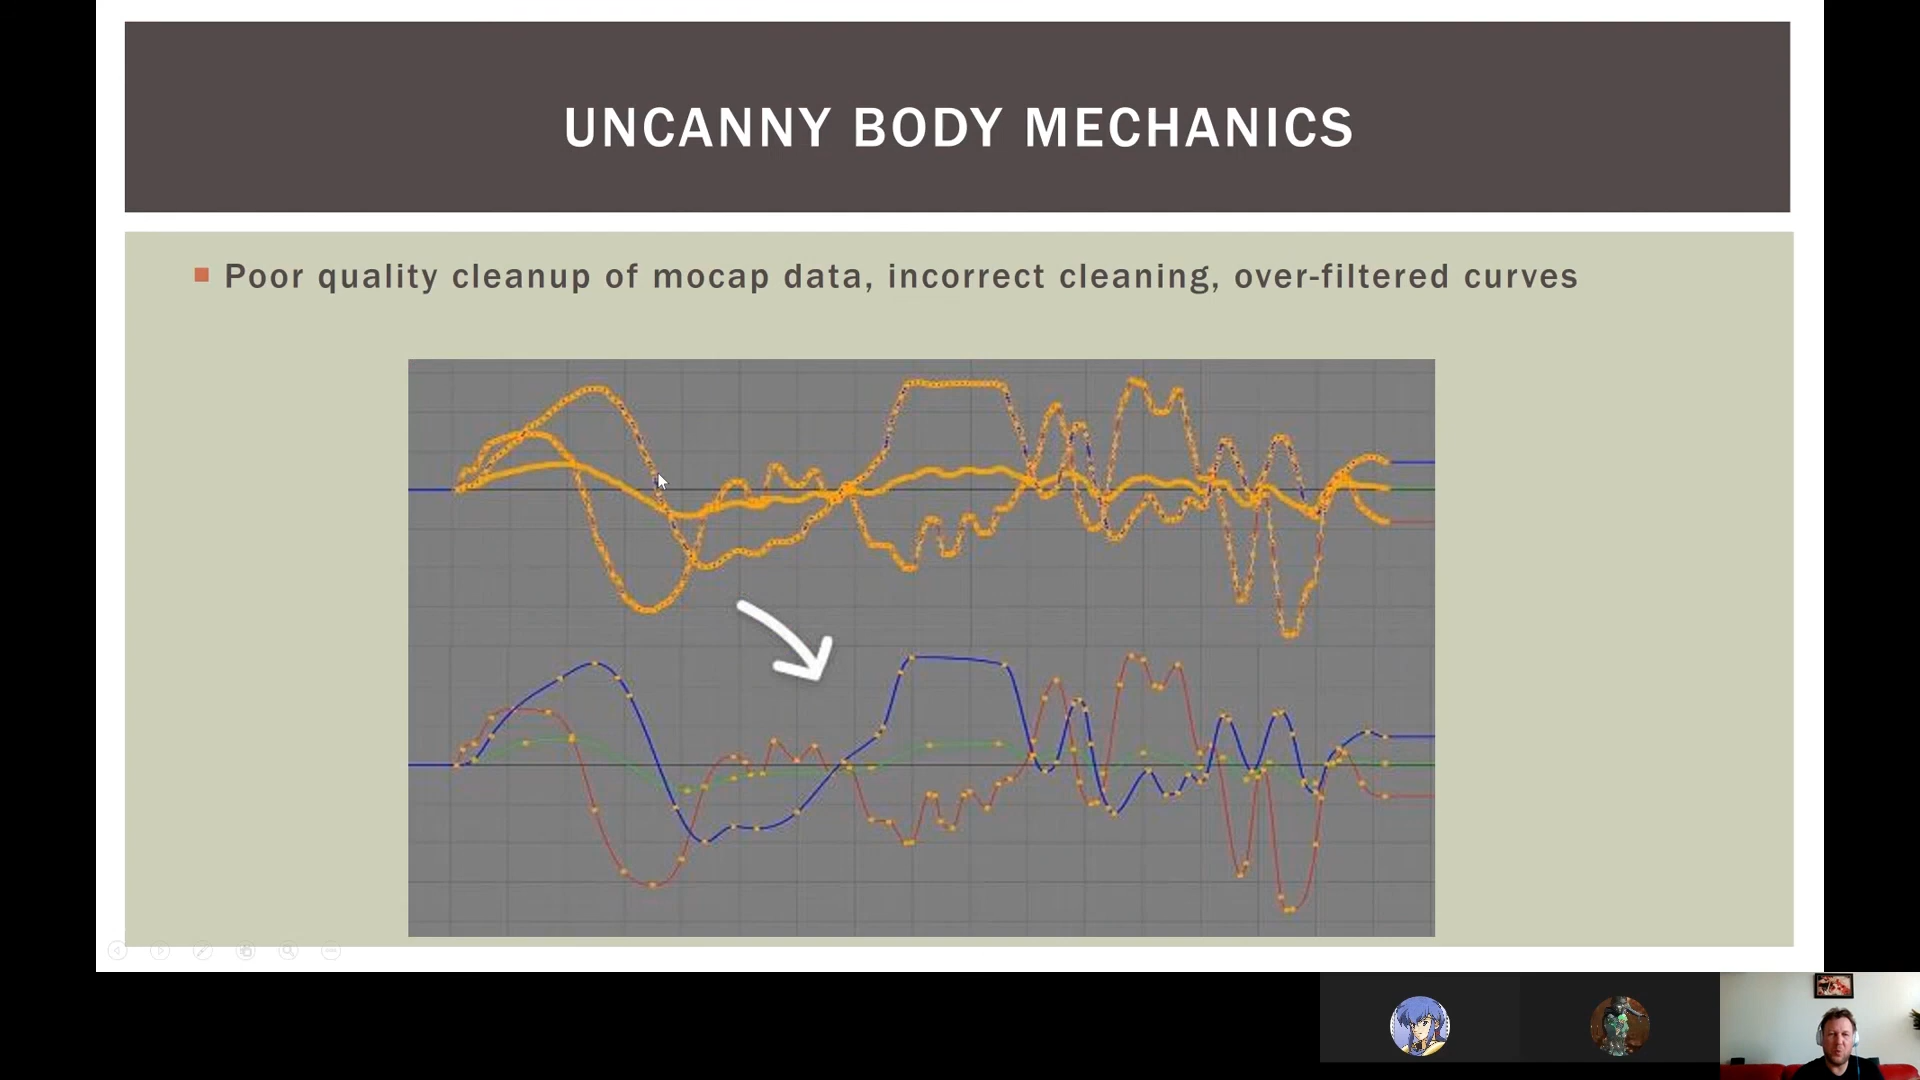 UNCANNY BODY MECHANICS
Poor quality cleanup of mocap data, incorrect cleaning, over-filtered curves